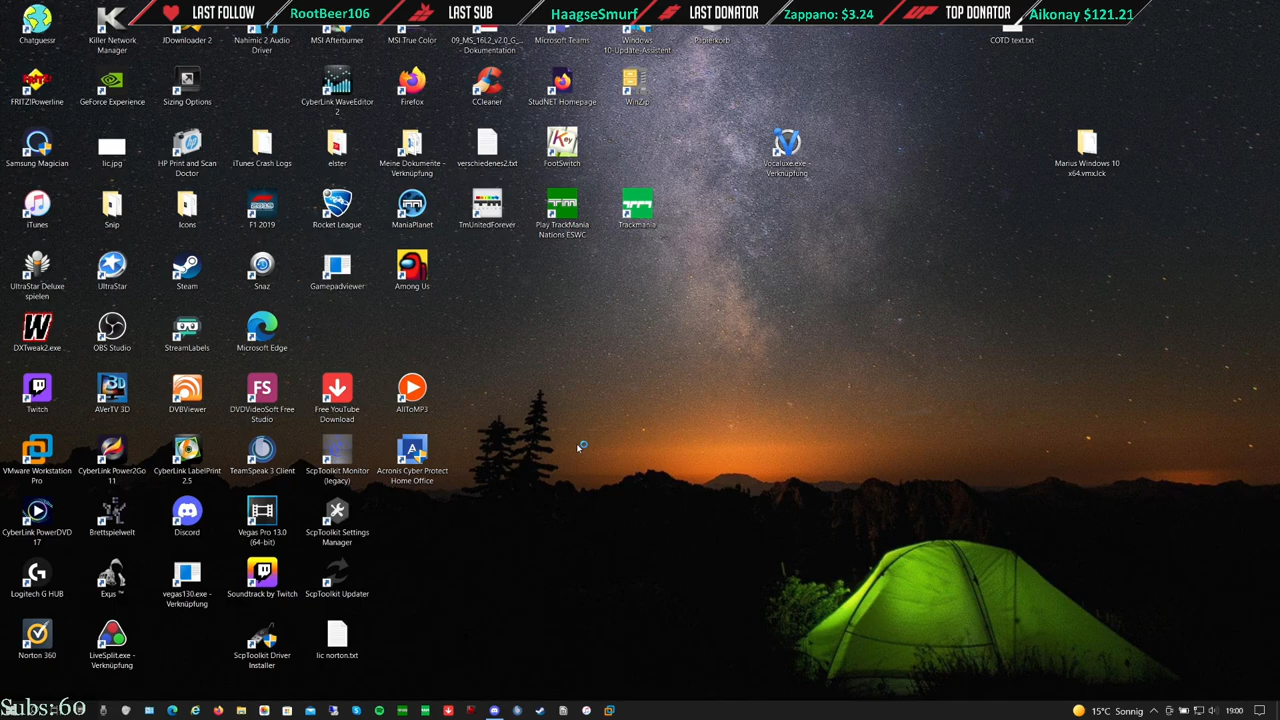 LAST FOLLOW
RootBeer106
LAST SUB
HaagseSmurf
LAST DONATOR
Zappano: $3.24
TOP DONATOR
Aikonay $121.21
Chatguessr
Killer Network
Manager
JDownloader 2
Nahimic 2 Audio
Driver
MSI Afterburner
MSI True Color
09_MS_16L2_v2.0_G_...
- Dokumentation
Microsoft Teams
Windows
10-Update-Assistent
Papierkorb
COTD text.txt
FRITZ!Powerline
GeForce Experience
Sizing Options
CyberLink WaveEditor
2
Firefox
CCleaner
StudNET Homepage
WinZip
Samsung Magician
lic.jpg
HP Print and Scan
Doctor
iTunes Crash Logs
elster
Meine Dokumente -
Verknüpfung
verschiedenes2.txt
FootSwitch
Vocaluxe.exe -
Verknüpfung
Marius Windows 10
x64.vmx.lck
iTunes
Snip
Icons
F1 2019
Rocket League
ManiaPlanet
TmUnitedForever
Play TrackMania
Nations ESWC
Trackmania
UltraStar Deluxe
spielen
UltraStar
Steam
Snaz
Gamepadviewer
Among Us
DXTweak2.exe
OBS Studio
StreamLabels
Microsoft Edge
Twitch
AVerTV 3D
DVBViewer
DVDVideoSoft Free
Studio
Free YouTube
Download
AllToMP3
VMware Workstation
Pro
CyberLink Power2Go
11
CyberLink LabelPrint
2.5
TeamSpeak 3 Client
ScpToolkit Monitor
(legacy)
Acronis Cyber Protect
Home Office
CyberLink PowerDVD
17
Brettspielwelt
Discord
Vegas Pro 13.0
(64-bit)
ScpToolkit Settings
Manager
Logitech G HUB
Exµs ™
vegas130.exe -
Verknüpfung
Soundtrack by Twitch
ScpToolkit Updater
Norton 360
LiveSplit.exe -
Verknüpfung
ScpToolkit Driver
Installer
lic norton.txt
Subs: 60
15°C Sonnig
19:00